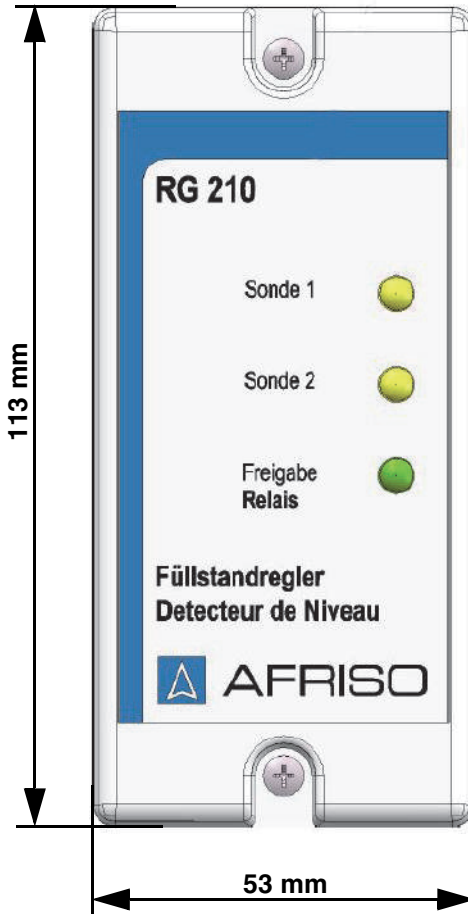 RG 210
Sonde 1
Sonde 2
Freigabe
Relais
Füllstandregler
Detecteur de Niveau
AFRISO
113 mm
53 mm